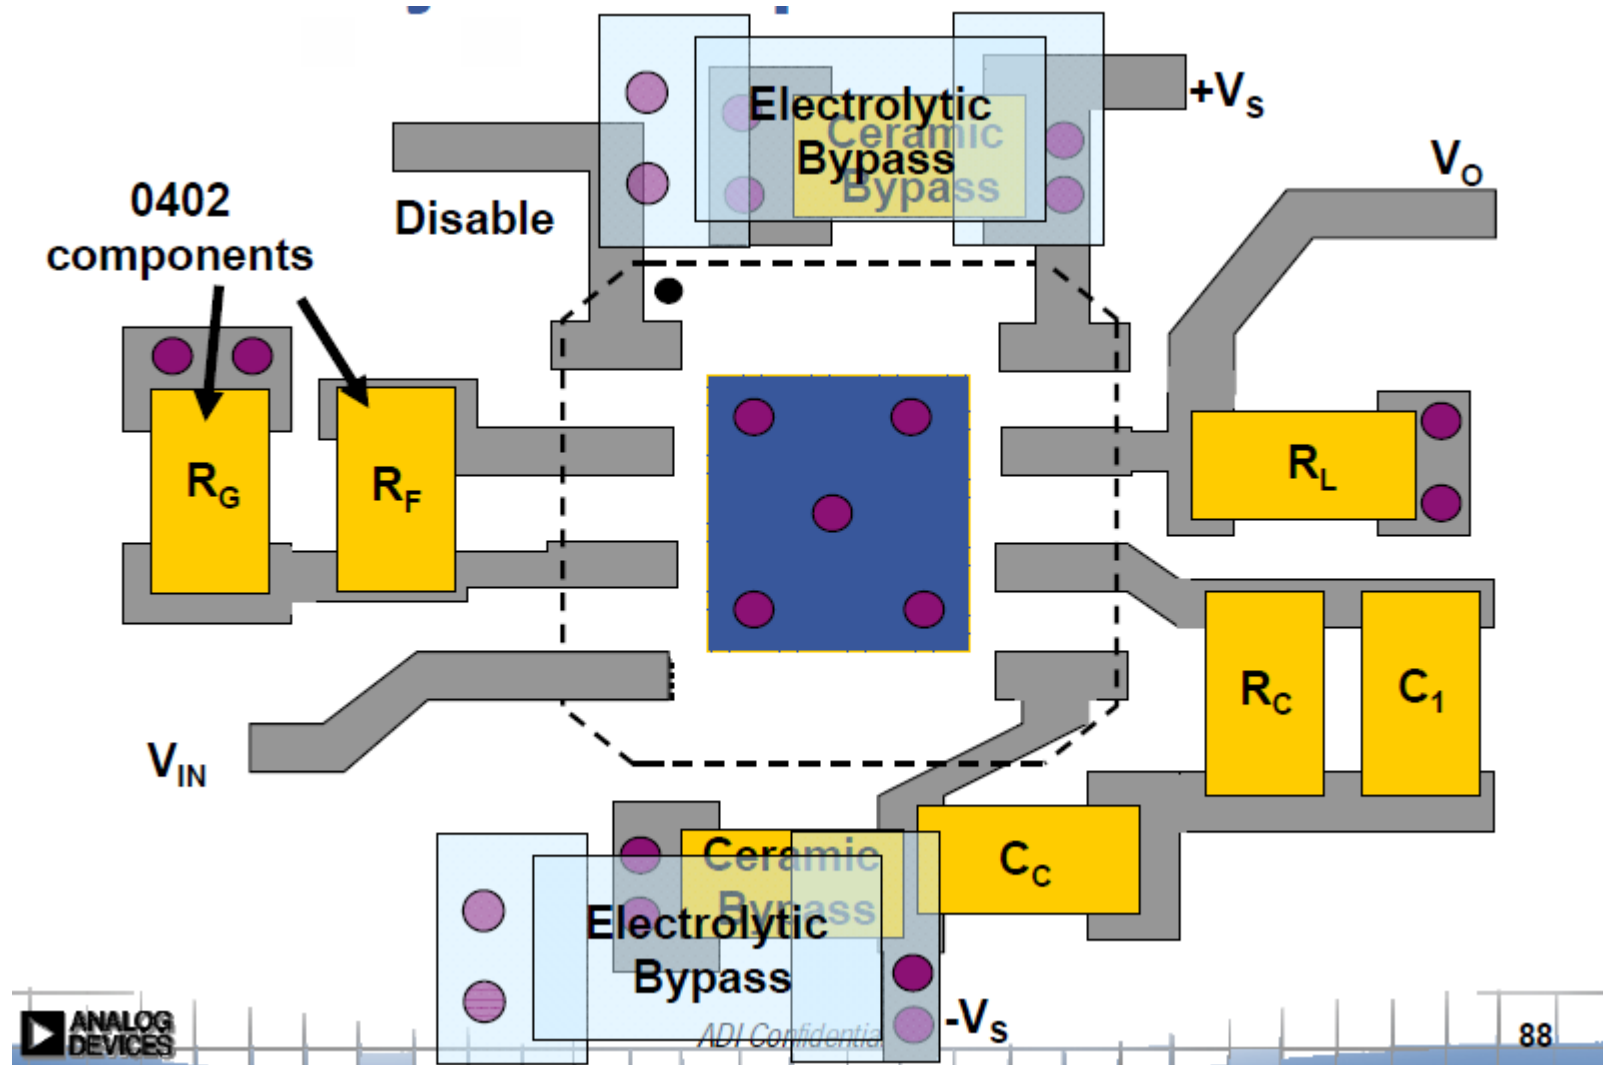 Electrolytic
Bypass
Ceramic
Bypass
+VS
VO
0402
components
Disable
RG
RF
RL
RC
C1
VIN
Ceramic
Bypass
CC
Electrolytic
Bypass
-VS
ANALOG
DEVICES
ADI Confidential
88